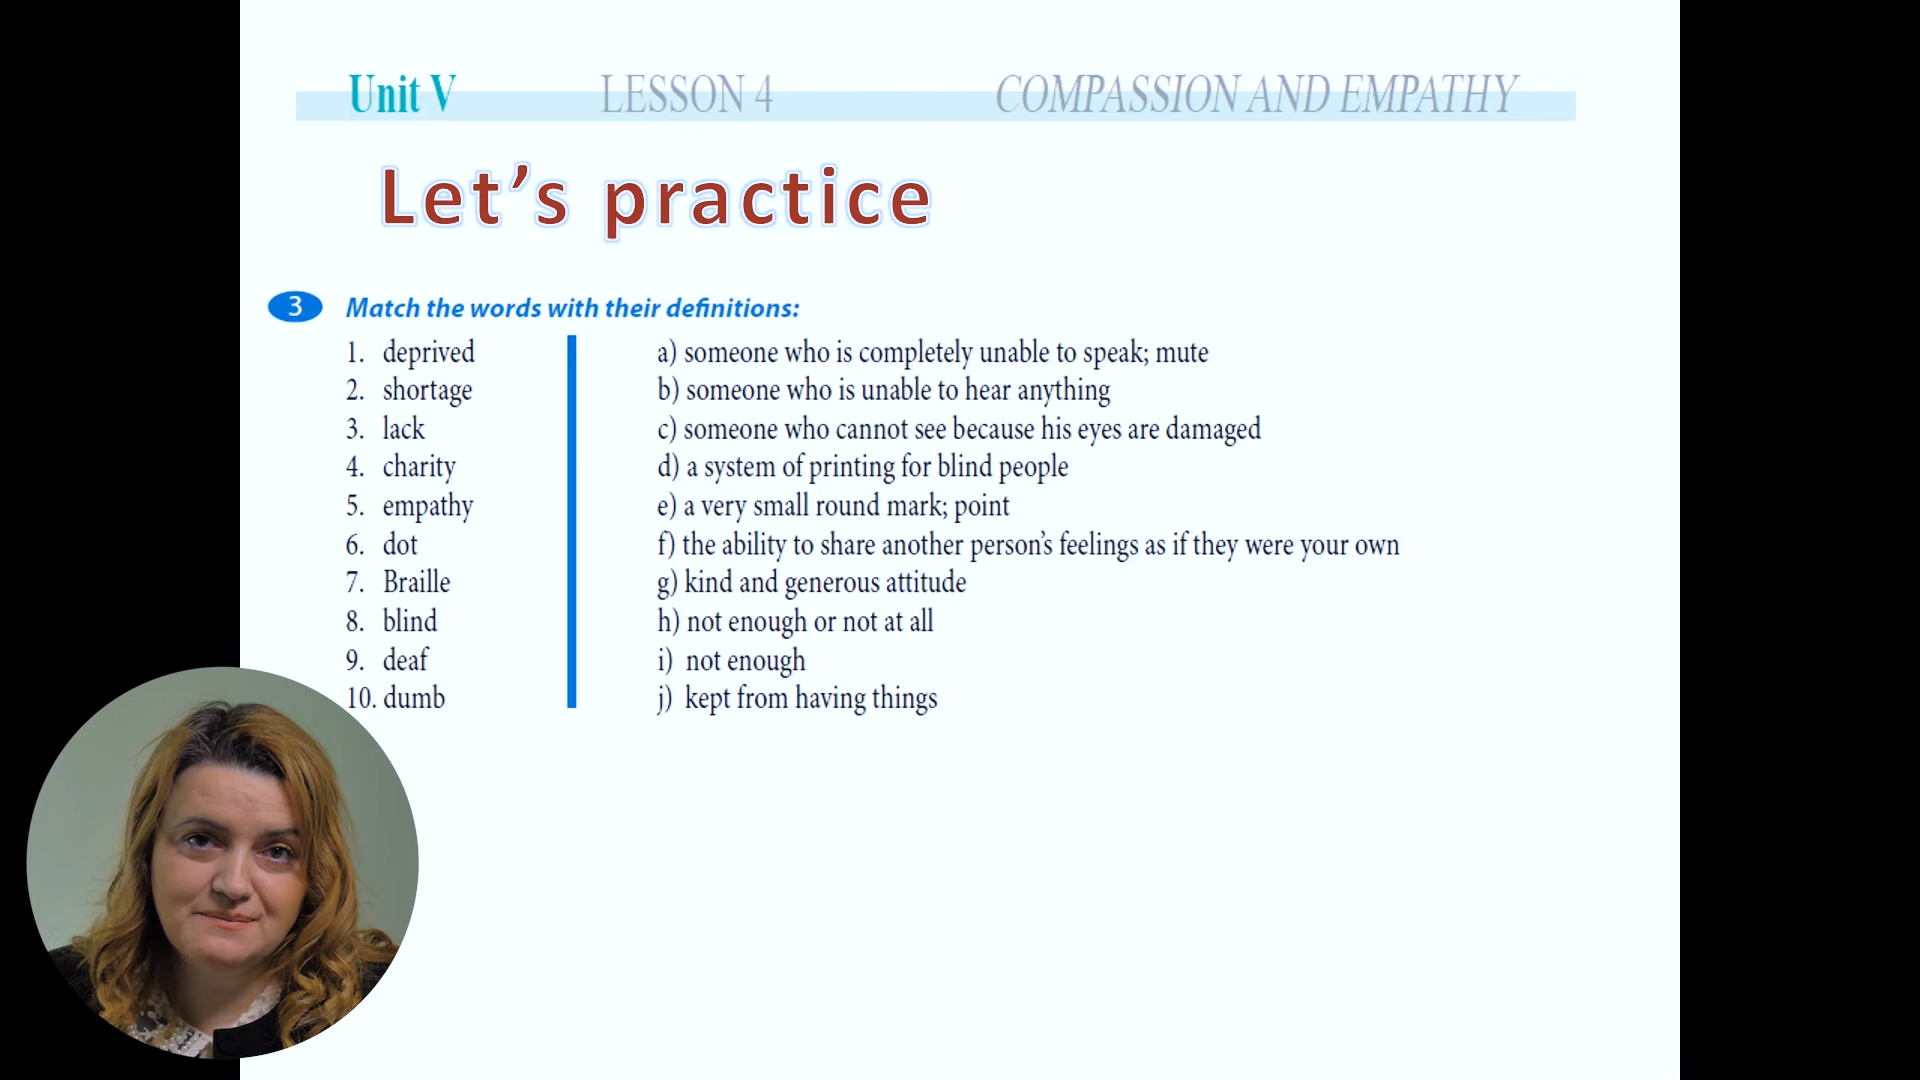 Unit V LESSON 4 COMPASSION AND EMPATHY
Let’s practice
3 Match the words with their definitions:
1. deprived a) someone who is completely unable to speak; mute
2. shortage b) someone who is unable to hear anything
3. lack c) someone who cannot see because his eyes are damaged
4. charity d) a system of printing for blind people
5. empathy e) a very small round mark; point
6. dot f) the ability to share another person’s feelings as if they were your own
7. Braille g) kind and generous attitude
8. blind h) not enough or not at all
9. deaf i) not enough
10. dumb j) kept from having things